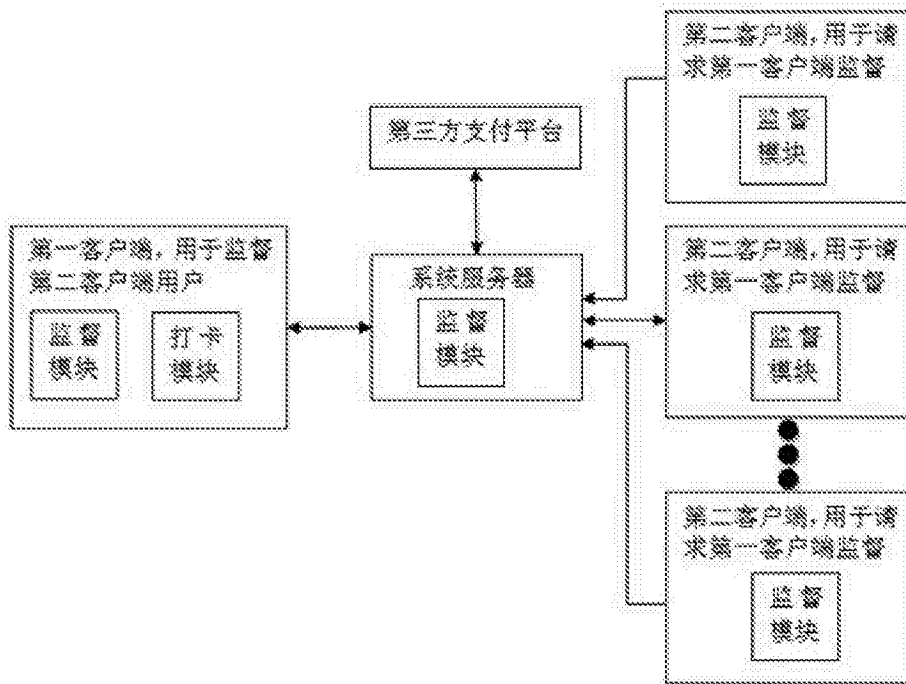 第三方支付平台
第一客户端，用于监督
第二客户端用户
监督
模块
打卡
模块
系统服务器
监督
模块
第二客户端，用于请
求第一客户端监督
监督
模块
第二客户端，用于请
求第一客户端监督
监督
模块
第二客户端，用于请
求第一客户端监督
监督
模块